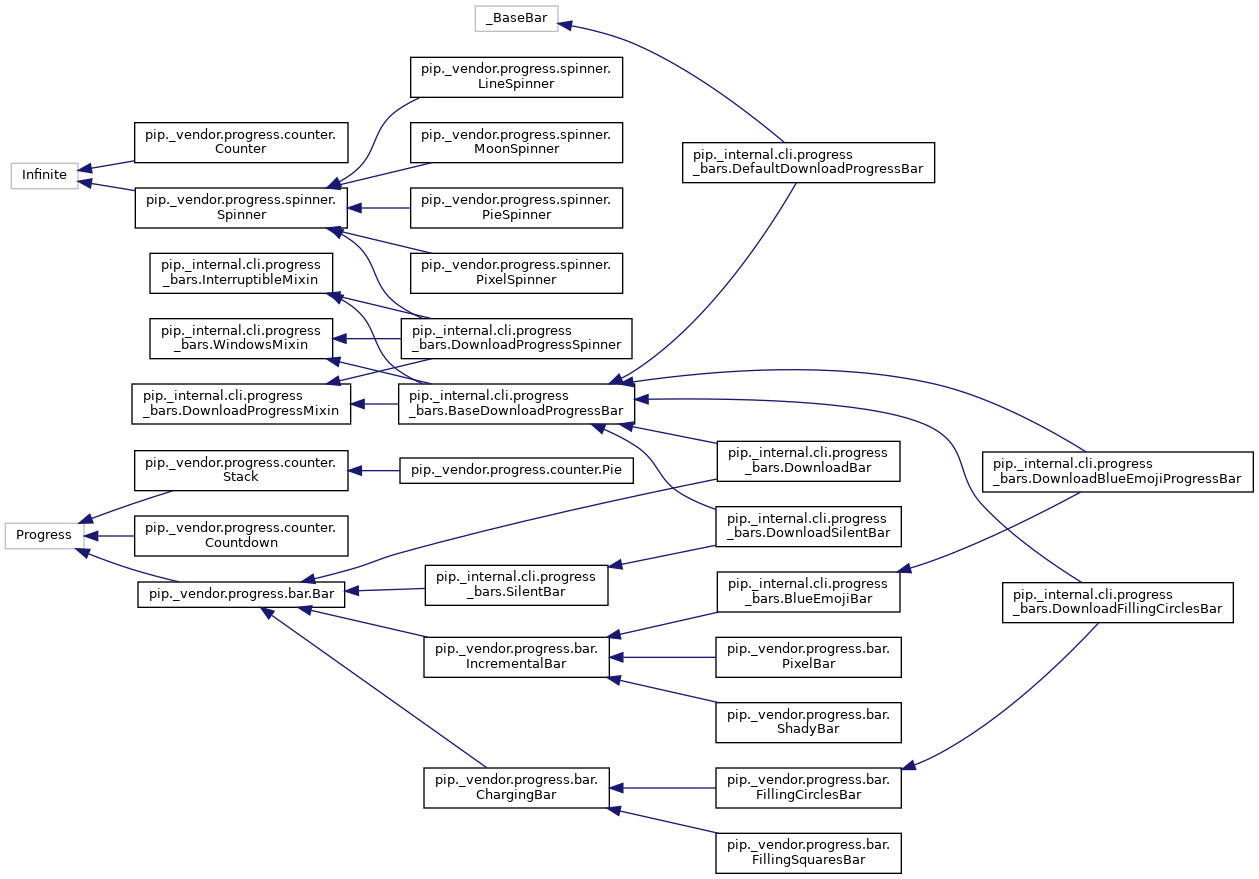 _BaseBar
pip._vendor.progress.spinner.
LineSpinner
pip._vendor.progress.counter.
Counter
pip._vendor.progress.spinner.
MoonSpinner
pip._internal.cli.progress
_bars.DefaultDownloadProgressBar
Infinite
pip._vendor.progress.spinner.
Spinner
pip._vendor.progress.spinner.
PieSpinner
pip._internal.cli.progress
_bars.InterruptibleMixin
pip._vendor.progress.spinner.
PixelSpinner
pip._internal.cli.progress
_bars.WindowsMixin
pip._internal.cli.progress
_bars.DownloadProgressSpinner
pip._internal.cli.progress
_bars.DownloadProgressMixin
pip._internal.cli.progress
_bars.BaseDownloadProgressBar
pip._vendor.progress.counter.
Stack
pip._vendor.progress.counter.Pie
pip._internal.cli.progress
_bars.DownloadBar
pip._internal.cli.progress
_bars.DownloadBlueEmojiProgressBar
Progress
pip._vendor.progress.counter.
Countdown
pip._internal.cli.progress
_bars.DownloadSilentBar
pip._vendor.progress.bar.Bar
pip._internal.cli.progress
_bars.SilentBar
pip._internal.cli.progress
_bars.BlueEmojiBar
pip._internal.cli.progress
_bars.DownloadFillingCirclesBar
pip._vendor.progress.bar.
IncrementalBar
pip._vendor.progress.bar.
PixelBar
pip._vendor.progress.bar.
ShadyBar
pip._vendor.progress.bar.
ChargingBar
pip._vendor.progress.bar.
FillingCirclesBar
pip._vendor.progress.bar.
FillingSquaresBar